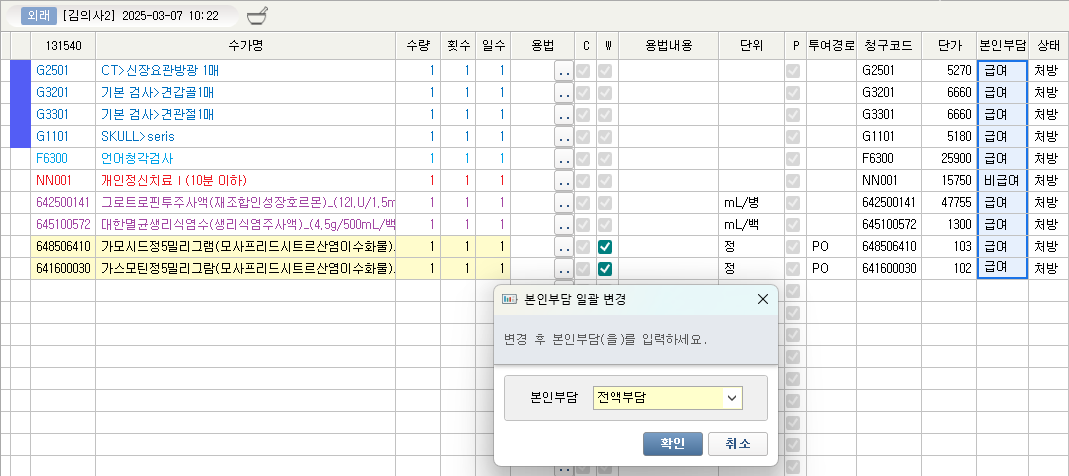 외래 [김의사2] 2025-03-07 10:22
131540 수가명 수량 횟수 일수 용법 C W 용법내용 단위 P 투여경로 청구코드 단가 본인부담 상태
G2501 CT>신장요관방광 1매 1 1 1 .. G2501 5270 급여 처방
G3201 기본 검사>견갑골1매 1 1 1 .. G3201 6660 급여 처방
G3301 기본 검사>견관절1매 1 1 1 .. G3301 6660 급여 처방
G1101 SKULL>seris 1 1 1 .. G1101 5180 급여 처방
F6300 언어청각검사 1 1 1 .. F6300 25900 급여 처방
NN001 개인정신치료Ⅰ(10분 이하) 1 1 1 .. NN001 15750 비급여 처방
642500141 그로트로핀투주사액(재조합인성장호르몬)_(12I.U/1.5m 1 1 1 .. mL/병 642500141 47755 급여 처방
645100572 대한멸균생리식염수(생리식염주사액)_(4.5g/500mL/백 1 1 1 .. mL/백 645100572 1300 급여 처방
648506410 가모시드정5밀리그램(모사프리드시트르산염이수화물).. 1 1 1 .. 정 PO 648506410 103 급여 처방
641600030 가스모틴정5밀리그람(모사프리드시트르산염이수화물).. 1 1 1 .. 정 PO 641600030 102 급여 처방
본인부담 일괄 변경
변경 후 본인부담(을)를 입력하세요.
본인부담 전액부담
확인 취소
..